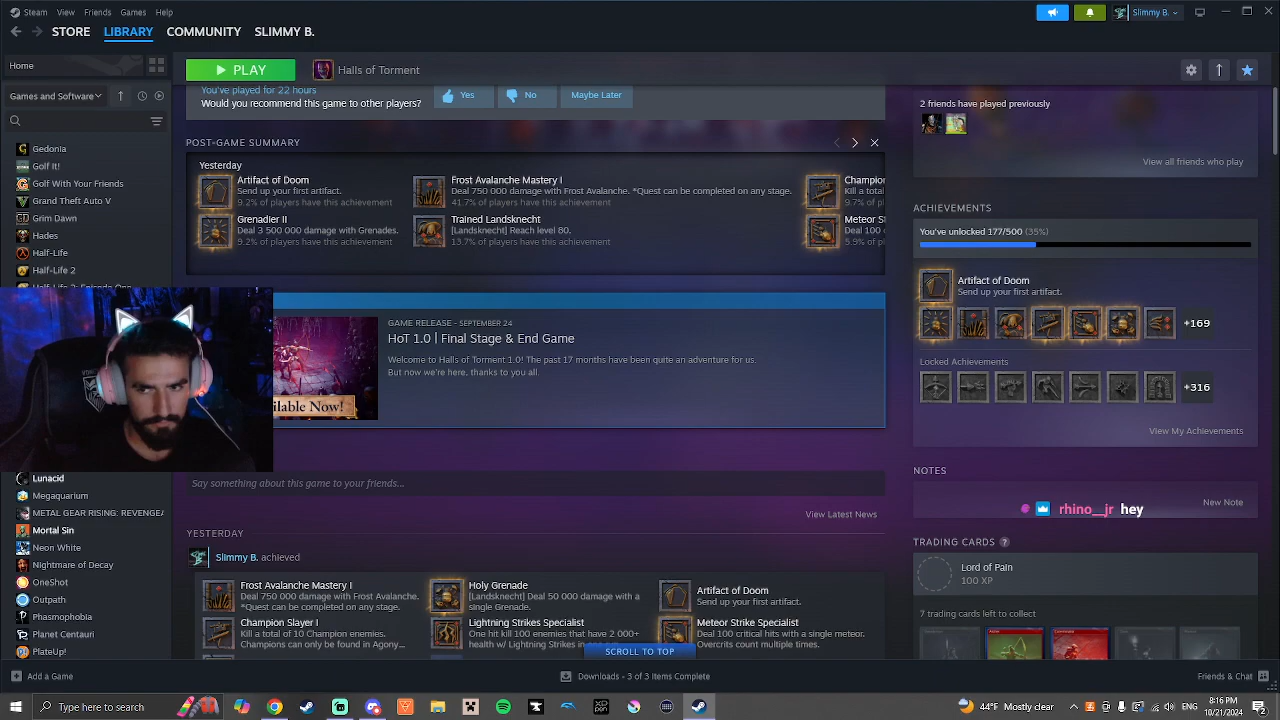 Steam View Friends Games Help
Slimmy B.
STORE LIBRARY COMMUNITY SLIMMY B.
Home
PLAY Halls of Torment
Games and Software
You've played for 22 hours
Would you recommend this game to other players?
Yes
No
Maybe Later
2 friends have played previously
View all friends who play
Gedonia
Golf It!
Golf With Your Friends
Grand Theft Auto V
Grim Dawn
Hades
Half-Life
Half-Life 2
Lunacid
Megaquarium
METAL GEAR RISING: REVENGEA
Mortal Sin
Neon White
Nightmare of Decay
OneShot
Outpath
Phasmophobia
Planet Centauri
PlateUp!
POST-GAME SUMMARY
Yesterday
Artifact of Doom
Send up your first artifact.
9.2% of players have this achievement
Frost Avalanche Mastery I
Deal 750 000 damage with Frost Avalanche. *Quest can be completed on any stage.
41.7% of players have this achievement
Champion
Kill a total
9.7% of pla
Grenadier II
Deal 3 500 000 damage with Grenades.
9.2% of players have this achievement
Trained Landsknecht
[Landsknecht] Reach level 80.
13.7% of players have this achievement
Meteor St
Deal 100
5.9% of pl
GAME RELEASE - SEPTEMBER 24
HOT 1.0 | Final Stage & End Game
Welcome to Halls of Torment 1.0! The past 17 months have been quite an adventure for us.
But now we're here, thanks to you all.
ilable Now!
Say something about this game to your friends...
View Latest News
YESTERDAY
Slimmy B. achieved
Frost Avalanche Mastery I
Deal 750 000 damage with Frost Avalanche.
*Quest can be completed on any stage.
Holy Grenade
[Landsknecht] Deal 50 damage with a
single Grenade.
Artifact of Doom
Send up your first artifact.
Champion Slayer I
Kill a total of 10 Champion enemies.
Champions can only be found in Agony...
Lightning Strikes Specialist
One hit kill 100 enemies that have 2 000+
health w/ Lightning Strikes in
Meteor Strike Specialist
Deal 100 critical hits with a single meteor.
Overcrits count multiple times.
SCROLL TO TOP
ACHIEVEMENTS
You've unlocked 177/500 (35%)
Artifact of Doom
Send up your first artifact.
+169
Locked Achievements
+316
View My Achievements
NOTES
New Note
rhino__jr hey
TRADING CARDS ?
Lord of Pain
100 XP
7 trading cards left to collect
Add a Game
Downloads - 3 of 3 Items Complete
Friends & Chat
Type here to search
44°F
8:16 PM
10/21/2024